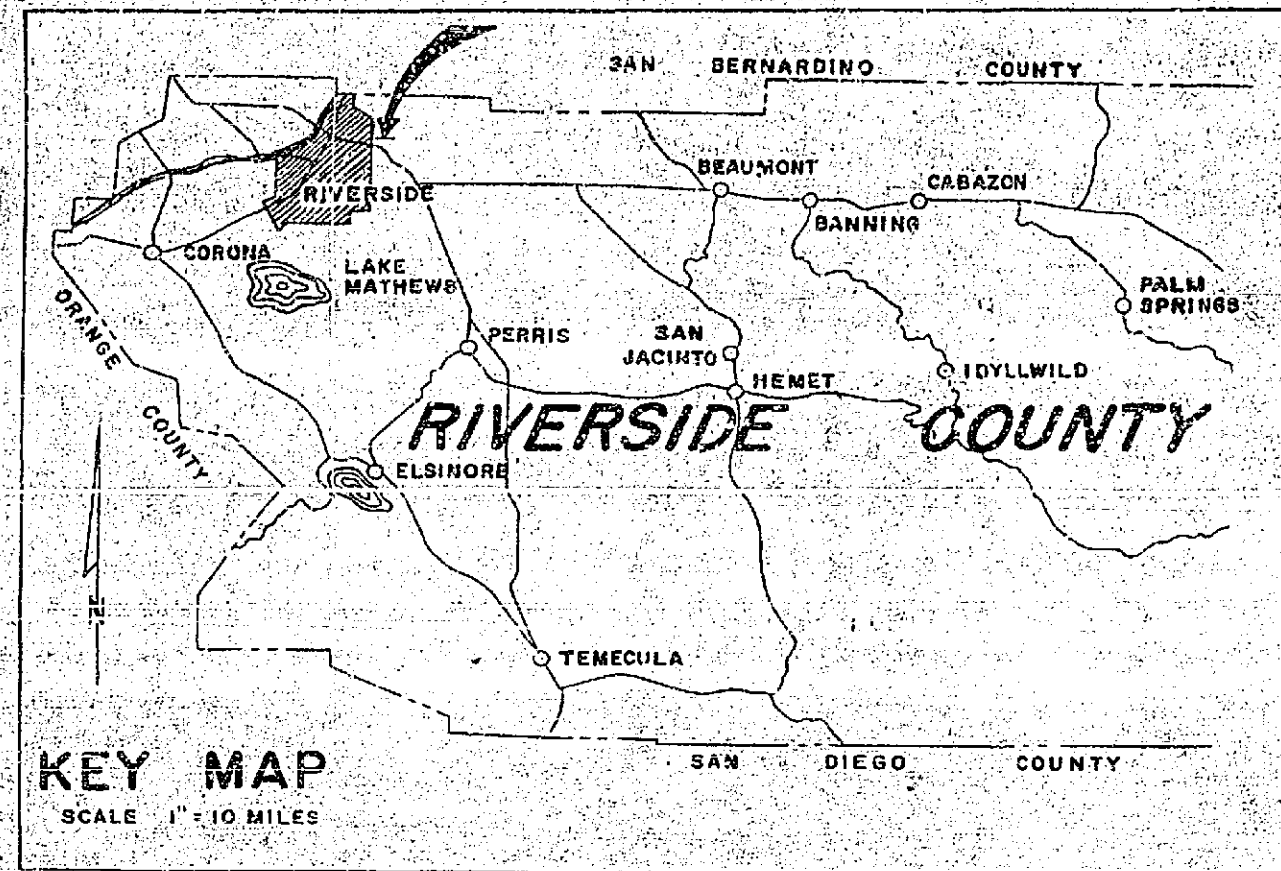 SAN BERNARDINO COUNTY
BEAUMONT
CABAZON
RIVERSIDE
BANNING
CORONA
LAKE
MATHEWS
PALM
SPRINGS
ORANGE
COUNTY
PERRIS
SAN
JACINTO
IDYLLWILD
HEMET
RIVERSIDE COUNTY
ELSINORE
N
TEMECULA
KEY MAP
SAN DIEGO COUNTY
SCALE 1" = 10 MILES